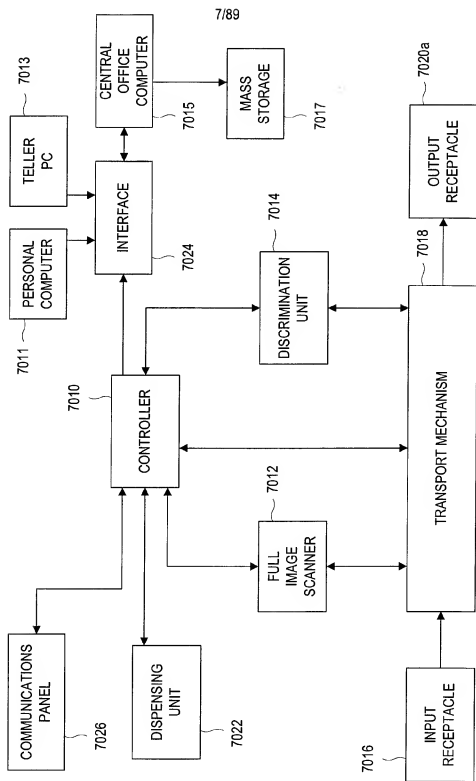 7/89
7013
TELLER
PC
PERSONAL
COMPUTER
7011
CENTRAL
OFFICE
COMPUTER
7015
INTERFACE
7024
MASS
STORAGE
7017
7010
CONTROLLER
7014
DISCRIMINATION
UNIT
7020a
OUTPUT
RECEPTACLE
7018
7012
FULL
IMAGE
SCANNER
TRANSPORT MECHANISM
COMMUNICATIONS
PANEL
7026
DISPENSING
UNIT
7022
INPUT
RECEPTACLE
7016